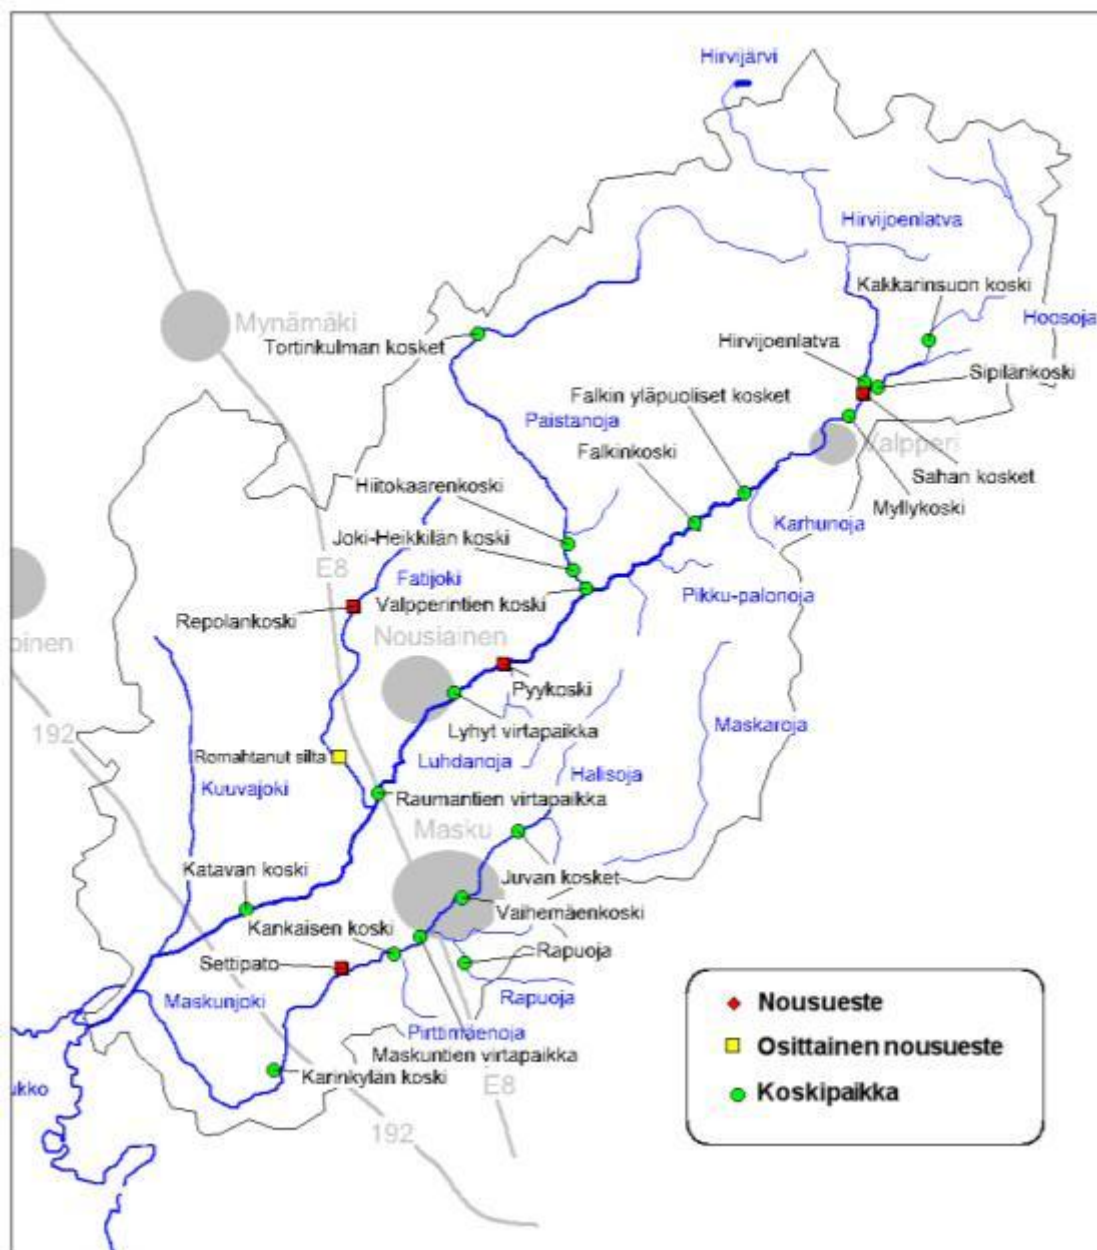 Hirvijärvi
Hirvijoenlatva
Kakkarinsuon koski
Hoosoja
Mynämäki
Tortinkulman kosket
Hirvijoenlatva
Sipilänkoski
Falkin yläpuoliset kosket
Paistanoja
Valpperi
Falkinkoski
Sahan kosket
Hiitokaarenkoski
Myllykoski
Karhunoja
Joki-Heikkilän koski
E8
Fatijoki
Pikku-palonoja
Valpperintien koski
Repolankoski
Nousiainen
oinen
Pyykoski
192
Maskaroja
Lyhyt virtapaikka
Romahtanut silta
Luhdanoja
Halisoja
Kuuvajoki
Raumantien virtapaikka
Masku
Katavan koski
Juvan kosket
Vaihemäenkoski
Kankaisen koski
Rapuoja
Settipato
Rapuoja
Maskunjoki
Pirttimäenoja
Maskuntien virtapaikka
Karinkylän koski
E8
ukko
192
Nousueste
Osittainen nousueste
Koskipaikka